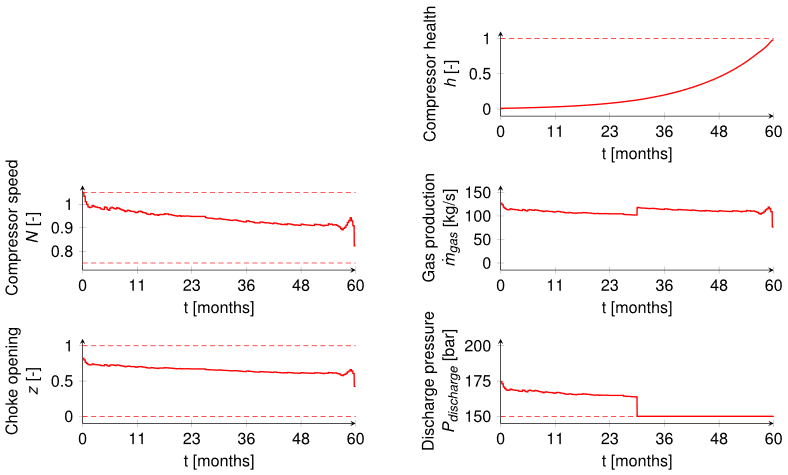 Compressor health
h [-]
1
0.5
0
0 11 23 36 48 60
t [months]
Compressor speed
N [-]
1
0.9
0.8
0 11 23 36 48 60
t [months]
Gas production
ṁgas [kg/s]
150
100
50
0
0 11 23 36 48 60
t [months]
Choke opening
z [-]
1
0.5
0
0 11 23 36 48 60
t [months]
Discharge pressure
Pdischarge [bar]
200
175
150
0 11 23 36 48 60
t [months]